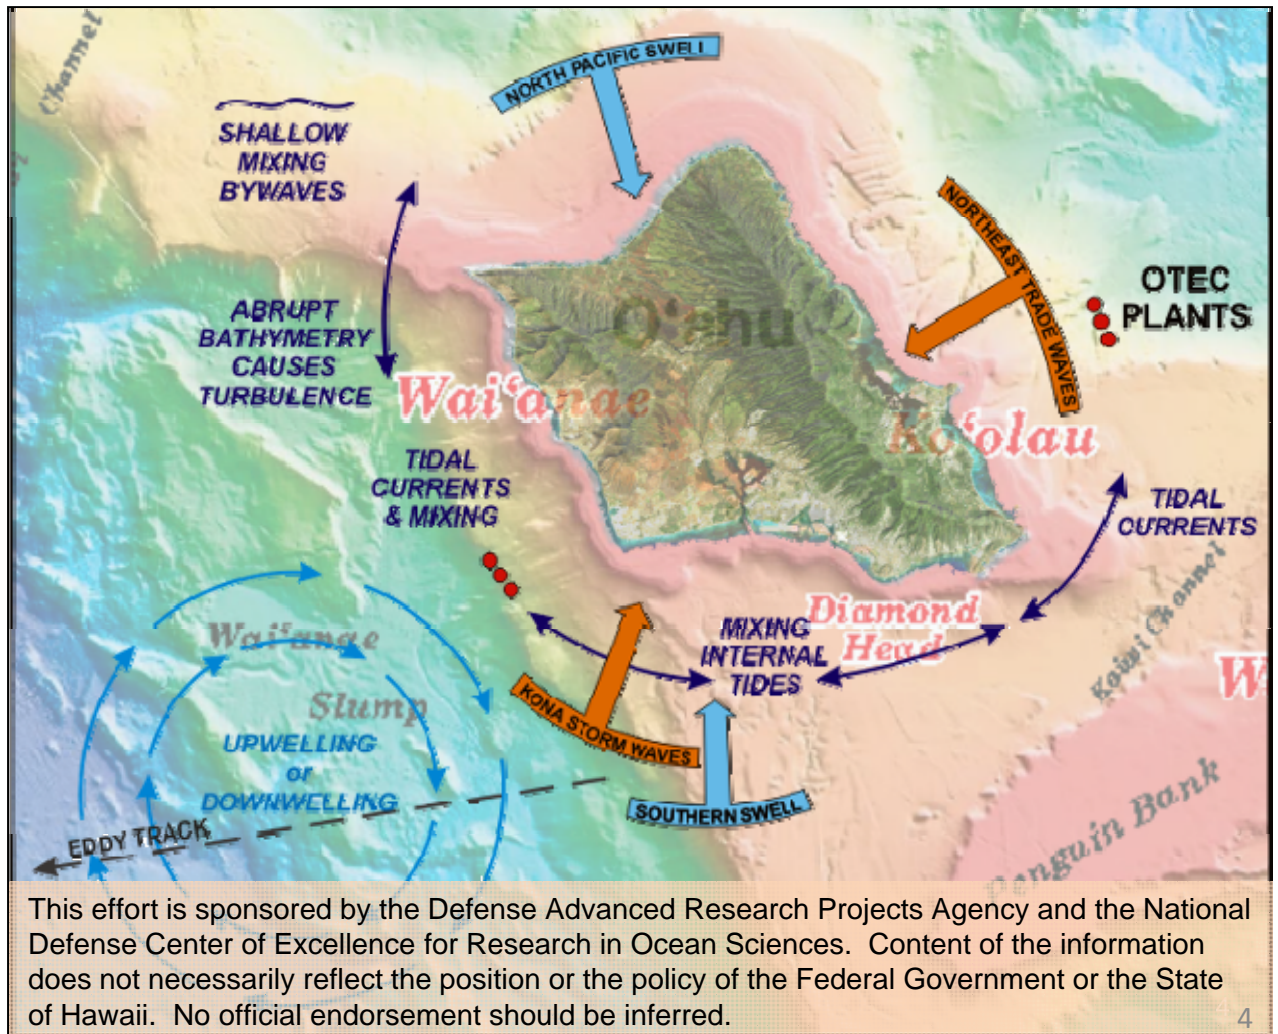 Channel
NORTH PACIFIC SWELL
SHALLOW
MIXING
BYWAVES
NORTHEAST TRADE WAVES
OTEC
PLANTS
ABRUPT
BATHYMETRY
CAUSES
TURBULENCE
O'ahu
Wai'anae
Ko'olau
TIDAL
CURRENTS
& MIXING
TIDAL
CURRENTS
Kaiwi Channel
Diamond
Head
MIXING
INTERNAL
TIDES
Wai'anae
Slump
KONA STORM WAVES
UPWELLING
or
DOWNWELLING
SOUTHERN SWELL
EDDY TRACK
Penguin Bank
W
This effort is sponsored by the Defense Advanced Research Projects Agency and the National
Defense Center of Excellence for Research in Ocean Sciences.  Content of the information
does not necessarily reflect the position or the policy of the Federal Government or the State
of Hawaii.  No official endorsement should be inferred.
4